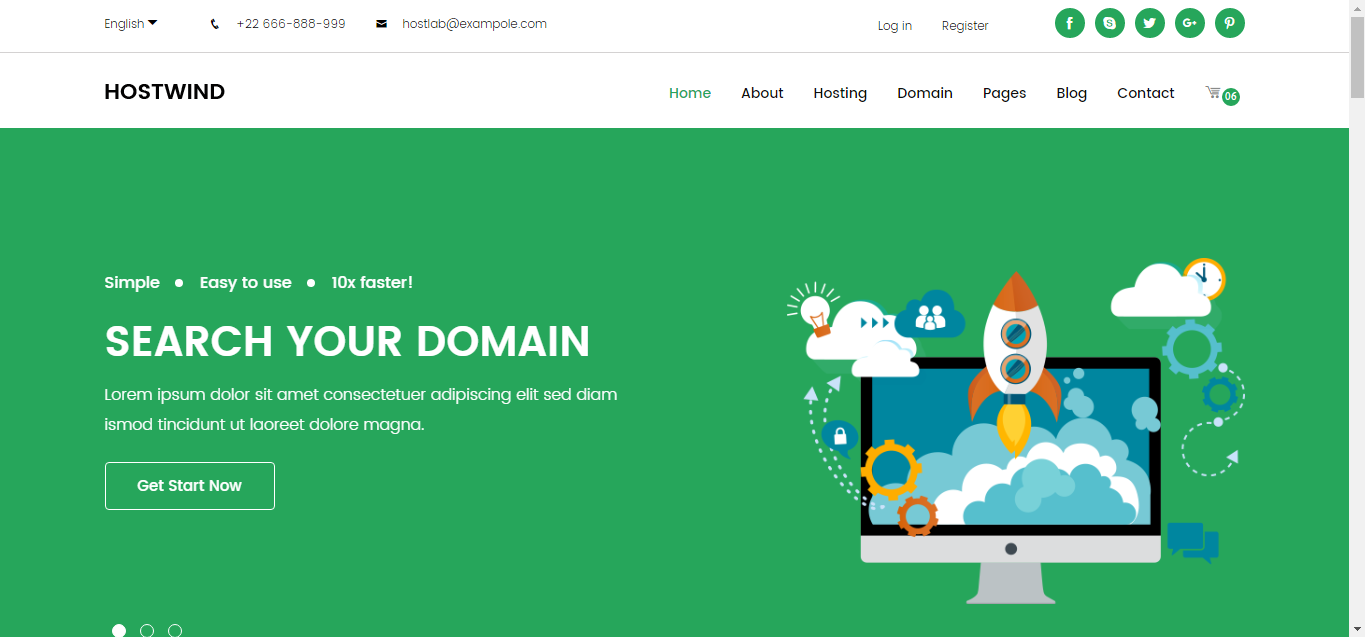 English +22 666-888-999 hostlab@exampole.com Log in Register
HOSTWIND Home About Hosting Domain Pages Blog Contact 06
Simple Easy to use 10x faster!
SEARCH YOUR DOMAIN
Lorem ipsum dolor sit amet consectetuer adipiscing elit sed diam
ismod tincidunt ut laoreet dolore magna.
Get Start Now